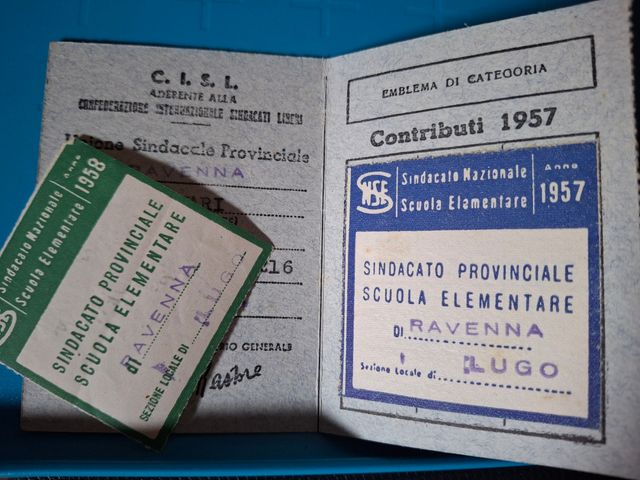 C. I. S. L.
ADERENTE ALLA
CONFEDERAZIONE INTERNAZIONALE SINDACATI LIBERI
Unione Sindacale Provinciale
RAVENNA
16
GENERALE
Sindacato Nazionale
Scuola Elementare
Anno
1958
SINDACATO PROVINCIALE
SCUOLA ELEMENTARE
di RAVENNA
SEZIONE LOCALE DI LUGO
EMBLEMA DI CATEGORIA
Contributi 1957
SNSE
Sindacato Nazionale
Scuola Elementare
Anno
1957
SINDACATO PROVINCIALE
SCUOLA ELEMENTARE
DI RAVENNA
Sezione Locale di LUGO